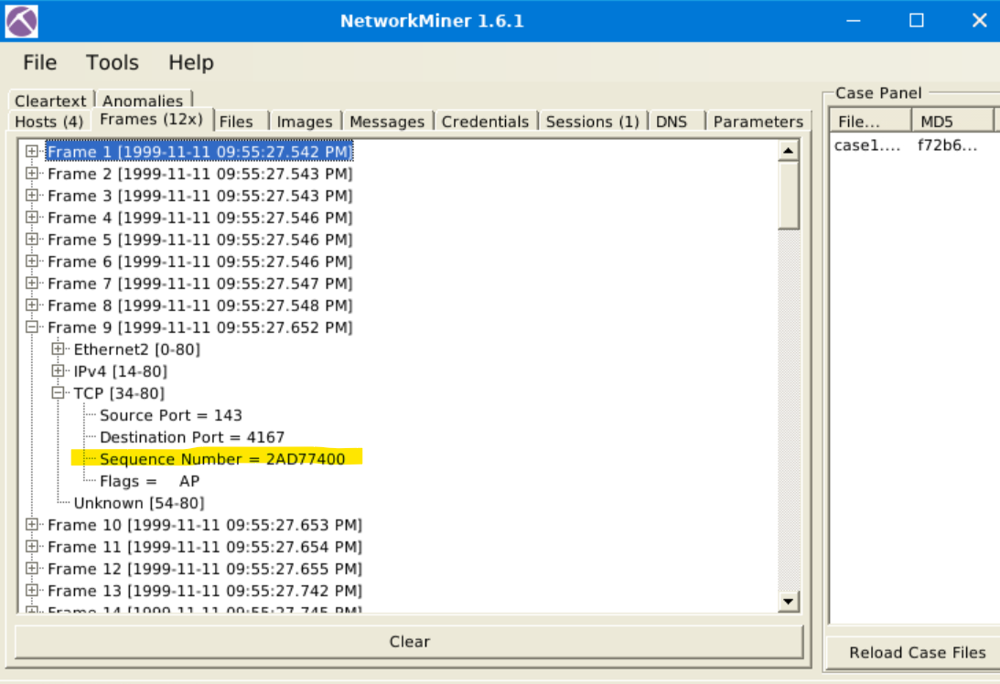 NetworkMiner 1.6.1
File Tools Help
Cleartext Anomalies
Hosts (4) Frames (12x) Files Images Messages Credentials Sessions (1) DNS Parameters
Frame 1 [1999-11-11 09:55:27.542 PM]
Frame 2 [1999-11-11 09:55:27.543 PM]
Frame 3 [1999-11-11 09:55:27.543 PM]
Frame 4 [1999-11-11 09:55:27.546 PM]
Frame 5 [1999-11-11 09:55:27.546 PM]
Frame 6 [1999-11-11 09:55:27.546 PM]
Frame 7 [1999-11-11 09:55:27.547 PM]
Frame 8 [1999-11-11 09:55:27.548 PM]
Frame 9 [1999-11-11 09:55:27.652 PM]
Ethernet2 [0-80]
IPv4 [14-80]
TCP [34-80]
Source Port = 143
Destination Port = 4167
Sequence Number = 2AD77400
Flags = AP
Unknown [54-80]
Frame 10 [1999-11-11 09:55:27.653 PM]
Frame 11 [1999-11-11 09:55:27.654 PM]
Frame 12 [1999-11-11 09:55:27.655 PM]
Frame 13 [1999-11-11 09:55:27.742 PM]
Frame 14 [1999-11-11 09:55:27.745 PM]
Clear
Case Panel
File... MD5
case1.... f72b6...
Reload Case Files